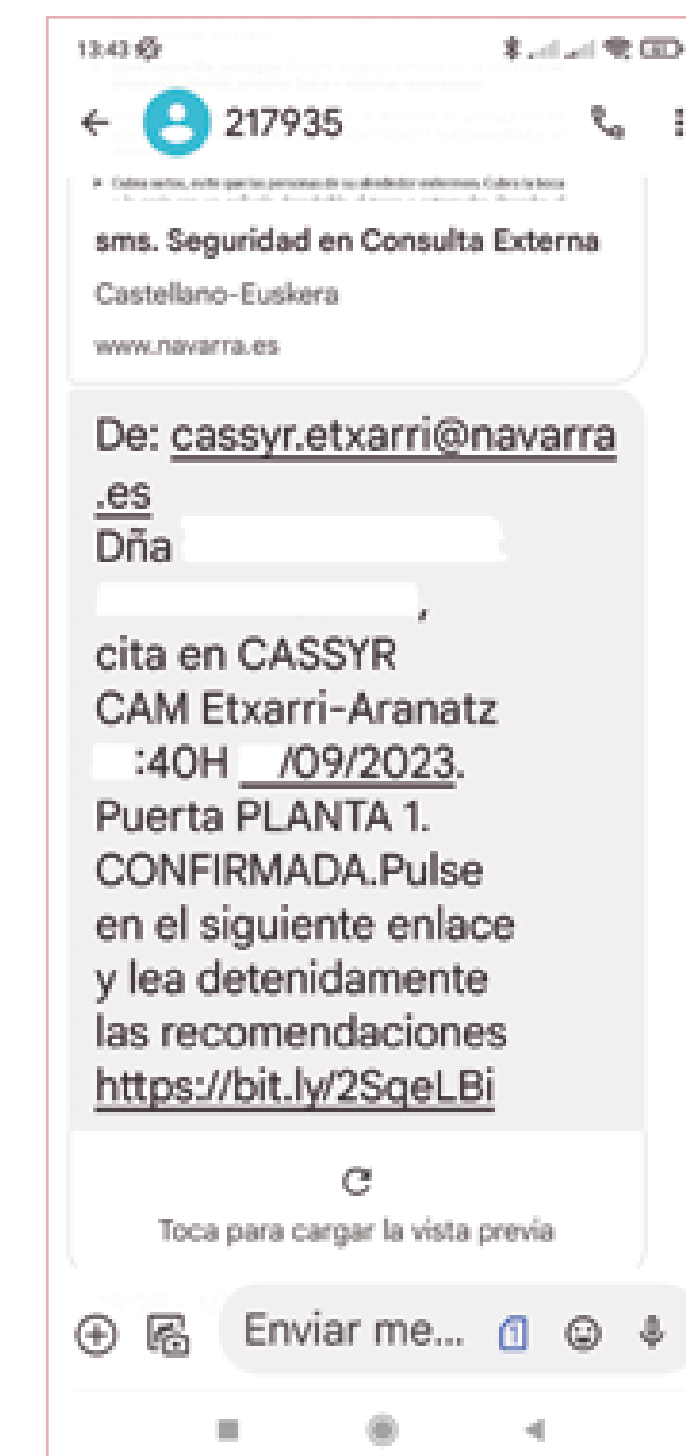 13:43
217935
sms. Seguridad en Consulta Externa
Castellano-Euskera
www.navarra.es
De: cassyr.etxarri@navarra
.es
Dña
,
cita en CASSYR
CAM Etxarri-Aranatz
:40H /09/2023.
Puerta PLANTA 1.
CONFIRMADA.Pulse
en el siguiente enlace
y lea detenidamente
las recomendaciones
https://bit.ly/2SqeLBi
Toca para cargar la vista previa
Enviar me...
1